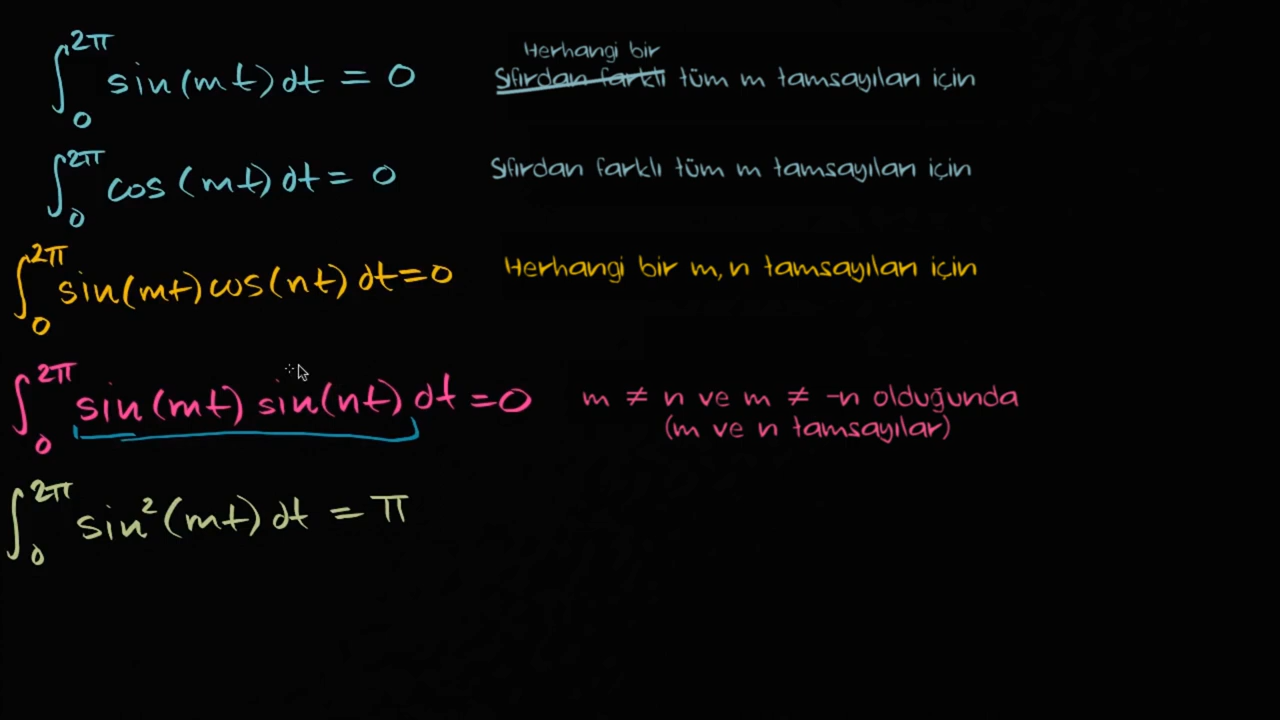 ∫₀^2π sin(mt)dt = 0
Herhangi bir
Sıfırdan farklı tüm m tamsayıları için
∫₀^2π cos(mt)dt = 0 Sıfırdan farklı tüm m tamsayıları için
∫₀^2π sin(mt)cos(nt)dt=0 Herhangi bir m, n tamsayıları için
∫₀^2π sin(mt) sin(nt) dt = 0 m ≠ n ve m ≠ -n olduğunda
(m ve n tamsayılar)
∫₀^2π sin²(mt)dt = π